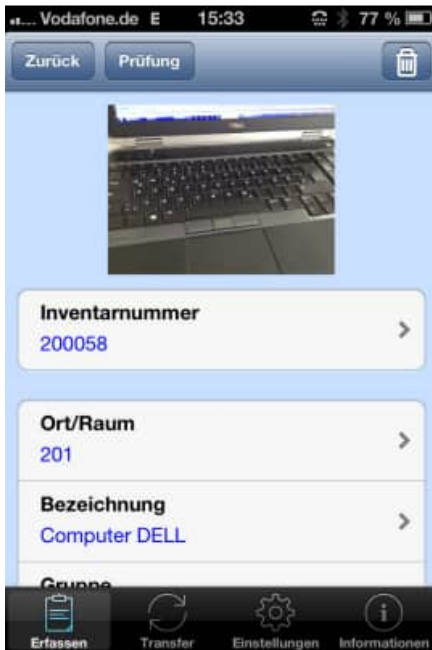 ... Vodafone.de E 15:33 77 %
Zurück Prüfung
Inventarnummer
200058
Ort/Raum
201
Bezeichnung
Computer DELL
Gruppe
Erfassen Transfer Einstellungen Informationen